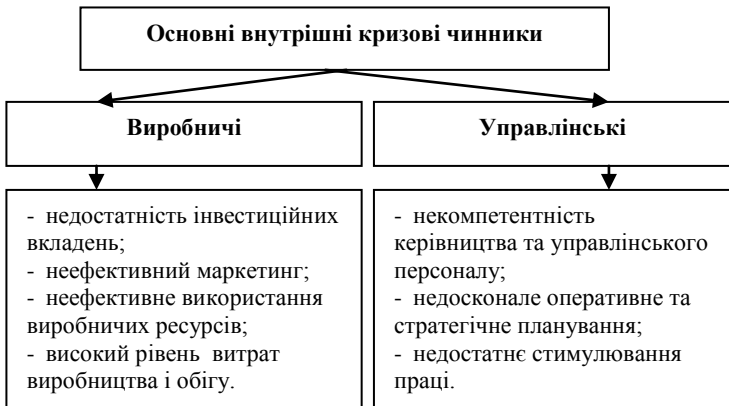 Основні внутрішні кризові чинники
Виробничі
Управлінські
- недостатність інвестиційних
вкладень;
- неефективний маркетинг;
- неефективне використання
виробничих ресурсів;
- високий рівень витрат
виробництва і обігу.
- некомпетентність
керівництва та управлінського
персоналу;
- недосконале оперативне та
стратегічне планування;
- недостатнє стимулювання
праці.